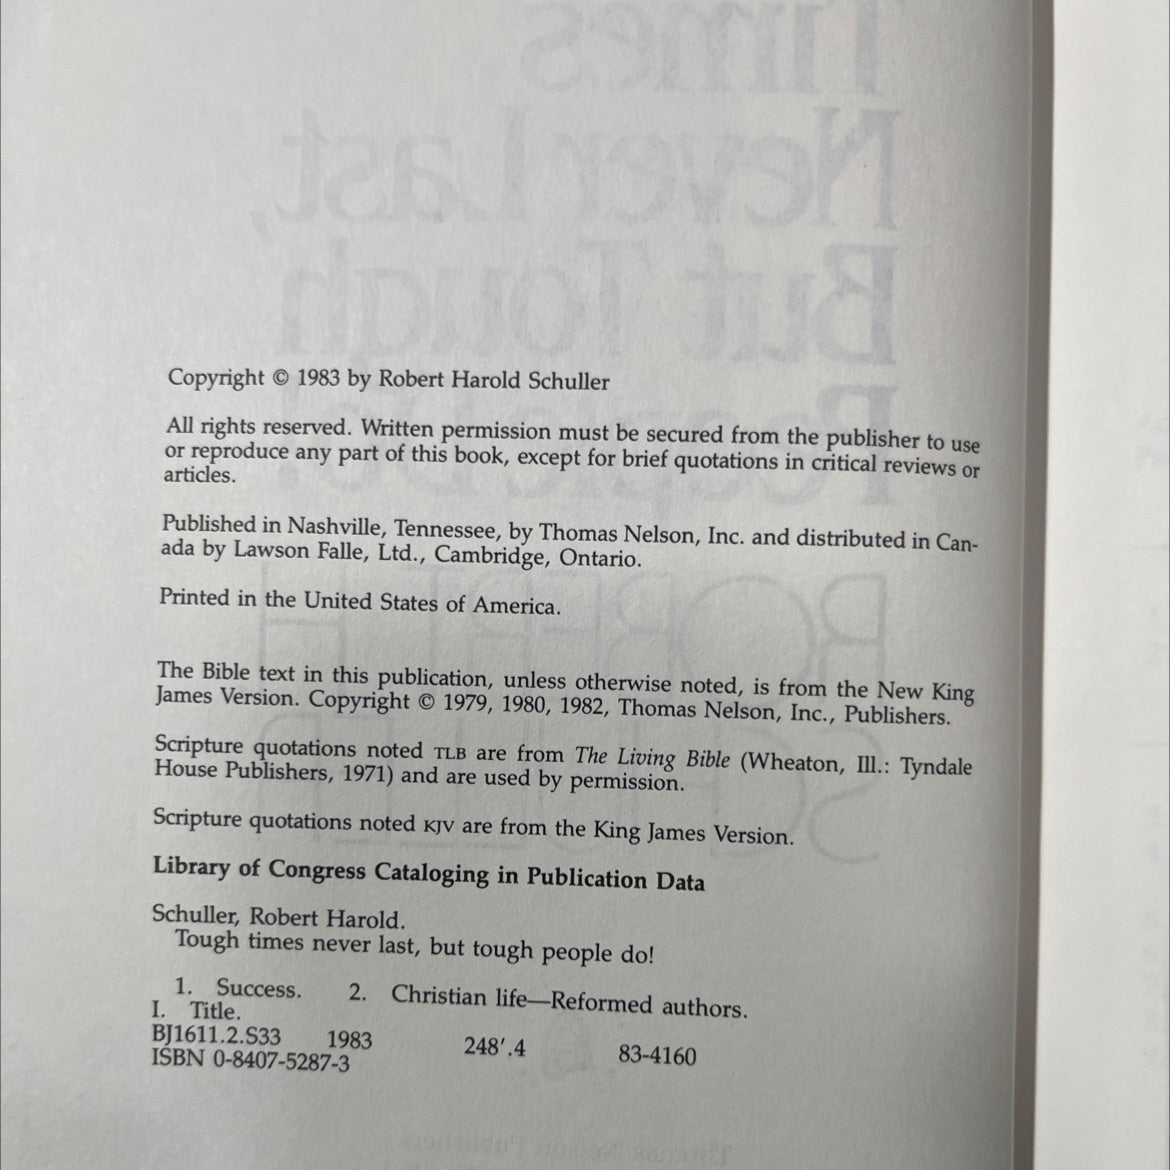 Copyright © 1983 by Robert Harold Schuller
All rights reserved. Written permission must be secured from the publisher to use
or reproduce any part of this book, except for brief quotations in critical reviews or
articles.
Published in Nashville, Tennessee, by Thomas Nelson, Inc. and distributed in Can-
ada by Lawson Falle, Ltd., Cambridge, Ontario.
Printed in the United States of America.
The Bible text in this publication, unless otherwise noted, is from the New King
James Version. Copyright © 1979, 1980, 1982, Thomas Nelson, Inc., Publishers.
Scripture quotations noted TLB are from The Living Bible (Wheaton, Ill.: Tyndale
House Publishers, 1971) and are used by permission.
Scripture quotations noted KJV are from the King James Version.
Library of Congress Cataloging in Publication Data
Schuller, Robert Harold.
Tough times never last, but tough people do!
1. Success. 2. Christian life—Reformed authors.
I. Title.
BJ1611.2.S33 1983 248'.4 83-4160
ISBN 0-8407-5287-3